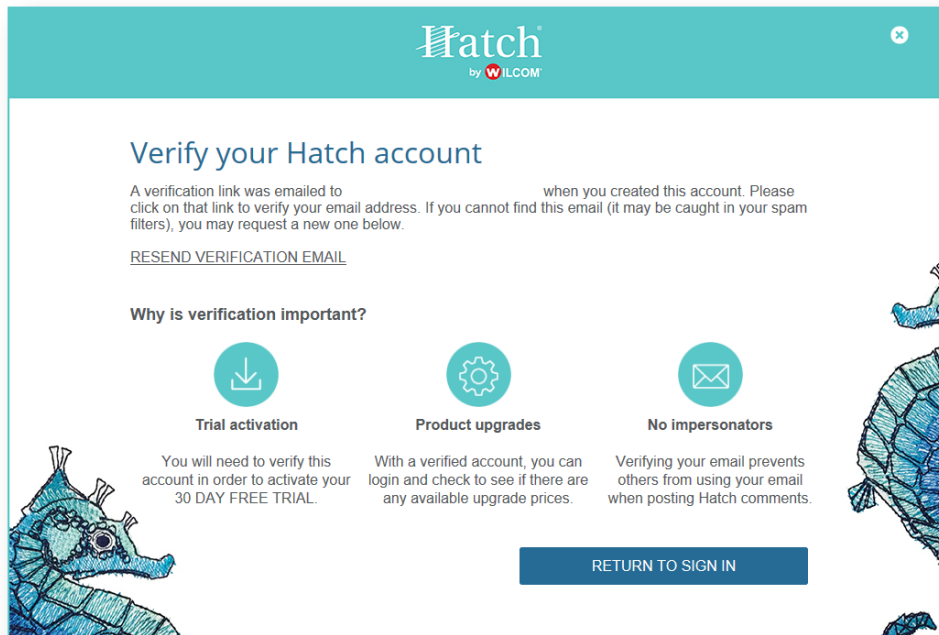 Hatch
by WILCOM
Verify your Hatch account
A verification link was emailed to when you created this account. Please
click on that link to verify your email address. If you cannot find this email (it may be caught in your spam
filters), you may request a new one below.
RESEND VERIFICATION EMAIL
Why is verification important?
Trial activation
Product upgrades
No impersonators
You will need to verify this
account in order to activate your
30 DAY FREE TRIAL.
With a verified account, you can
login and check to see if there are
any available upgrade prices.
Verifying your email prevents
others from using your email
when posting Hatch comments.
RETURN TO SIGN IN